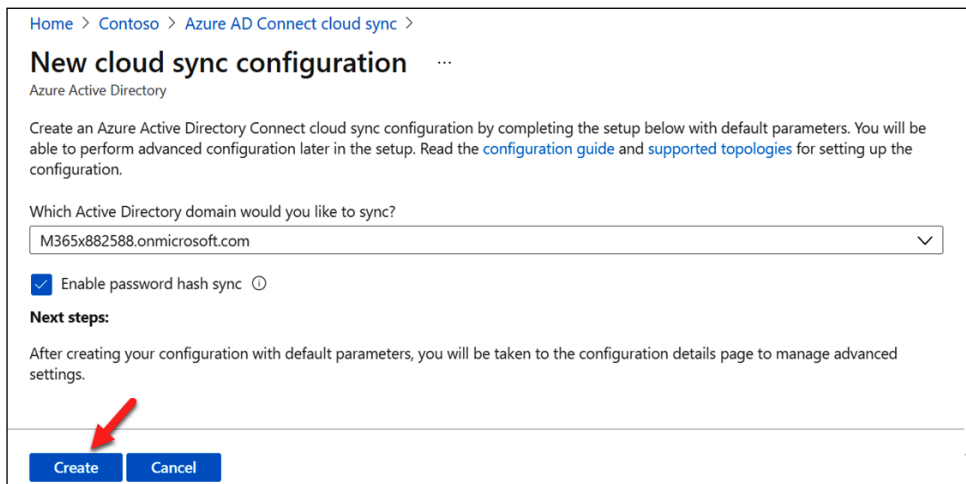 Home > Contoso > Azure AD Connect cloud sync >
New cloud sync configuration ...
Azure Active Directory
Create an Azure Active Directory Connect cloud sync configuration by completing the setup below with default parameters. You will be
able to perform advanced configuration later in the setup. Read the configuration guide and supported topologies for setting up the
configuration.
Which Active Directory domain would you like to sync?
M365x882588.onmicrosoft.com
Enable password hash sync
Next steps:
After creating your configuration with default parameters, you will be taken to the configuration details page to manage advanced
settings.
Create Cancel